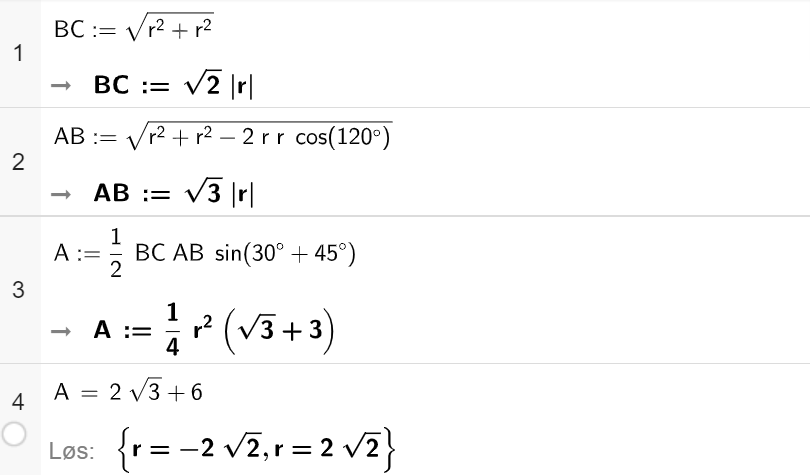 1
BC := √(r² + r²)
→ BC := √2 |r|
2
AB := √(r² + r² − 2 r r cos(120°))
→ AB := √3 |r|
3
A := 1/2 BC AB sin(30° + 45°)
→ A := 1/4 r² (√3 + 3)
4
A = 2 √3 + 6
Løs: {r = −2 √2, r = 2 √2}